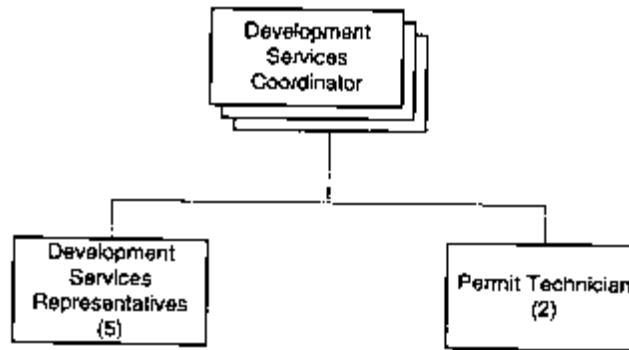 Development
Services
Coordinator
Development
Services
Representatives
(5)
Permit Technician
(2)